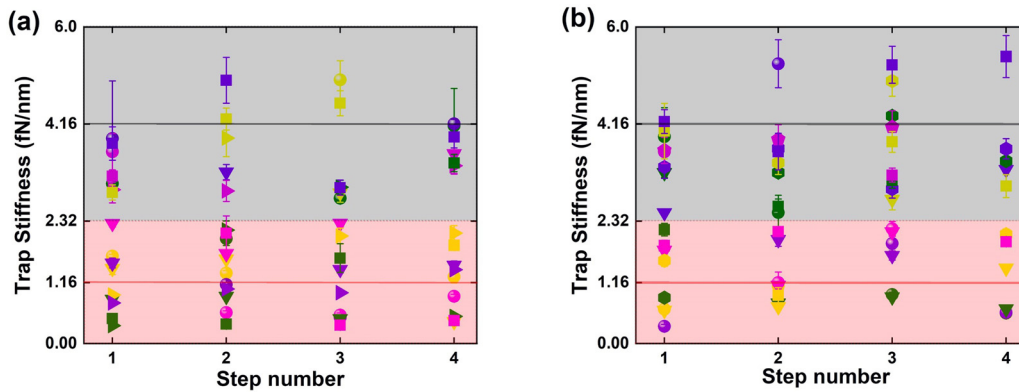 (a)
Trap Stiffness (fN/nm)
6.0
4.16
2.32
1.16
0.00
1 2 3 4
Step number
(b)
Trap Stiffness (fN/nm)
6.0
4.16
2.32
1.16
0.00
1 2 3 4
Step number